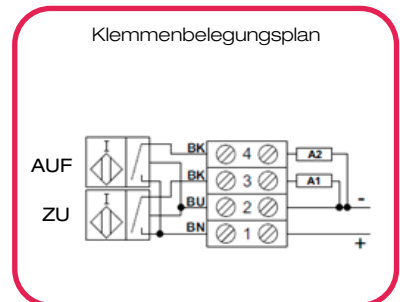 Klemmenbelegungsplan
I
AUF
BK 4 A2
BK 3 A1
I
ZU
BU 2 -
BN 1 +